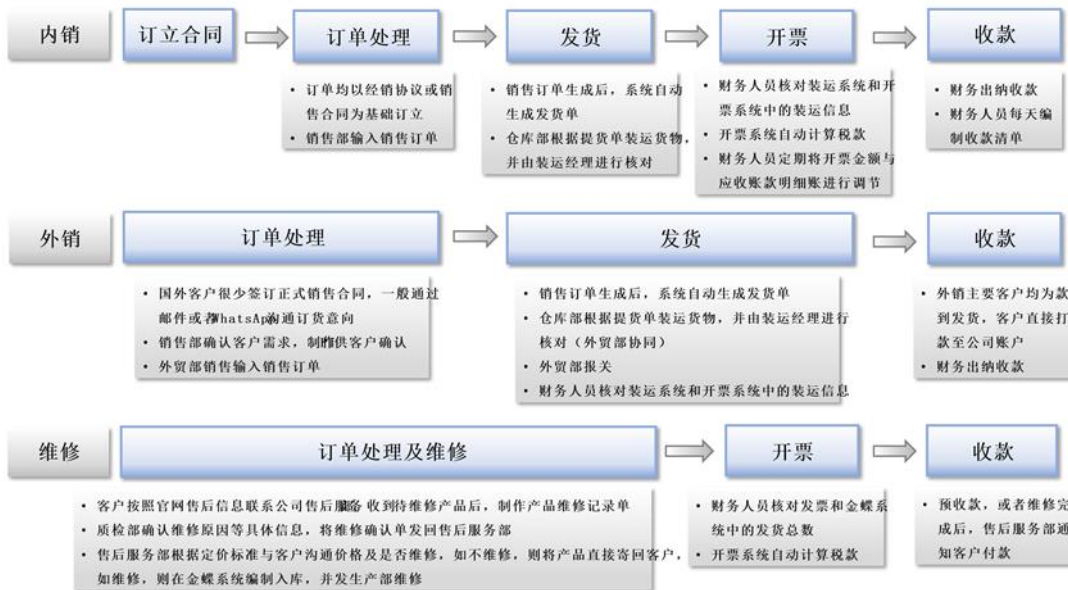 内销 订立合同 订单处理 发货 开票 收款
• 订单均以经销协议或销
售合同为基础订立
• 销售部输入销售订单
• 销售订单生成后，系统自动
生成发货单
• 仓库部根据提货单装运货物，
并由装运经理进行核对
• 财务人员核对装运系统和开
票系统中的装运信息
• 开票系统自动计算税款
• 财务人员定期将开票金额与
应收账款明细账进行调节
• 财务出纳收款
• 财务人员每天编
制收款清单
外销 订单处理 发货 收款
• 国外客户很少签订正式销售合同，一般通过
邮件或者WhatsApp沟通订货意向
• 销售部确认客户需求，制作供客户确认
• 外贸部销售输入销售订单
• 销售订单生成后，系统自动生成发货单
• 仓库部根据提货单装运货物，并由装运经理进行
核对（外贸部协同）
• 外贸部报关
• 财务人员核对装运系统和开票系统中的装运信息
• 外销主要客户均为款
到发货，客户直接打
款至公司账户
• 财务出纳收款
维修 订单处理及维修 开票 收款
• 客户按照官网售后信息联系公司售后服务 收到待维修产品后，制作产品维修记录单
• 质检部确认维修原因等具体信息，将维修确认单发回售后服务部
• 售后服务部根据定价标准与客户沟通价格及是否维修，如不维修，则将产品直接寄回客户，
如维修，则在金蝶系统编制入库，并发生产部维修
• 财务人员核对发票和金蝶系
统中的发货总数
• 开票系统自动计算税款
• 预收款，或者维修完
成后，售后服务部通
知客户付款